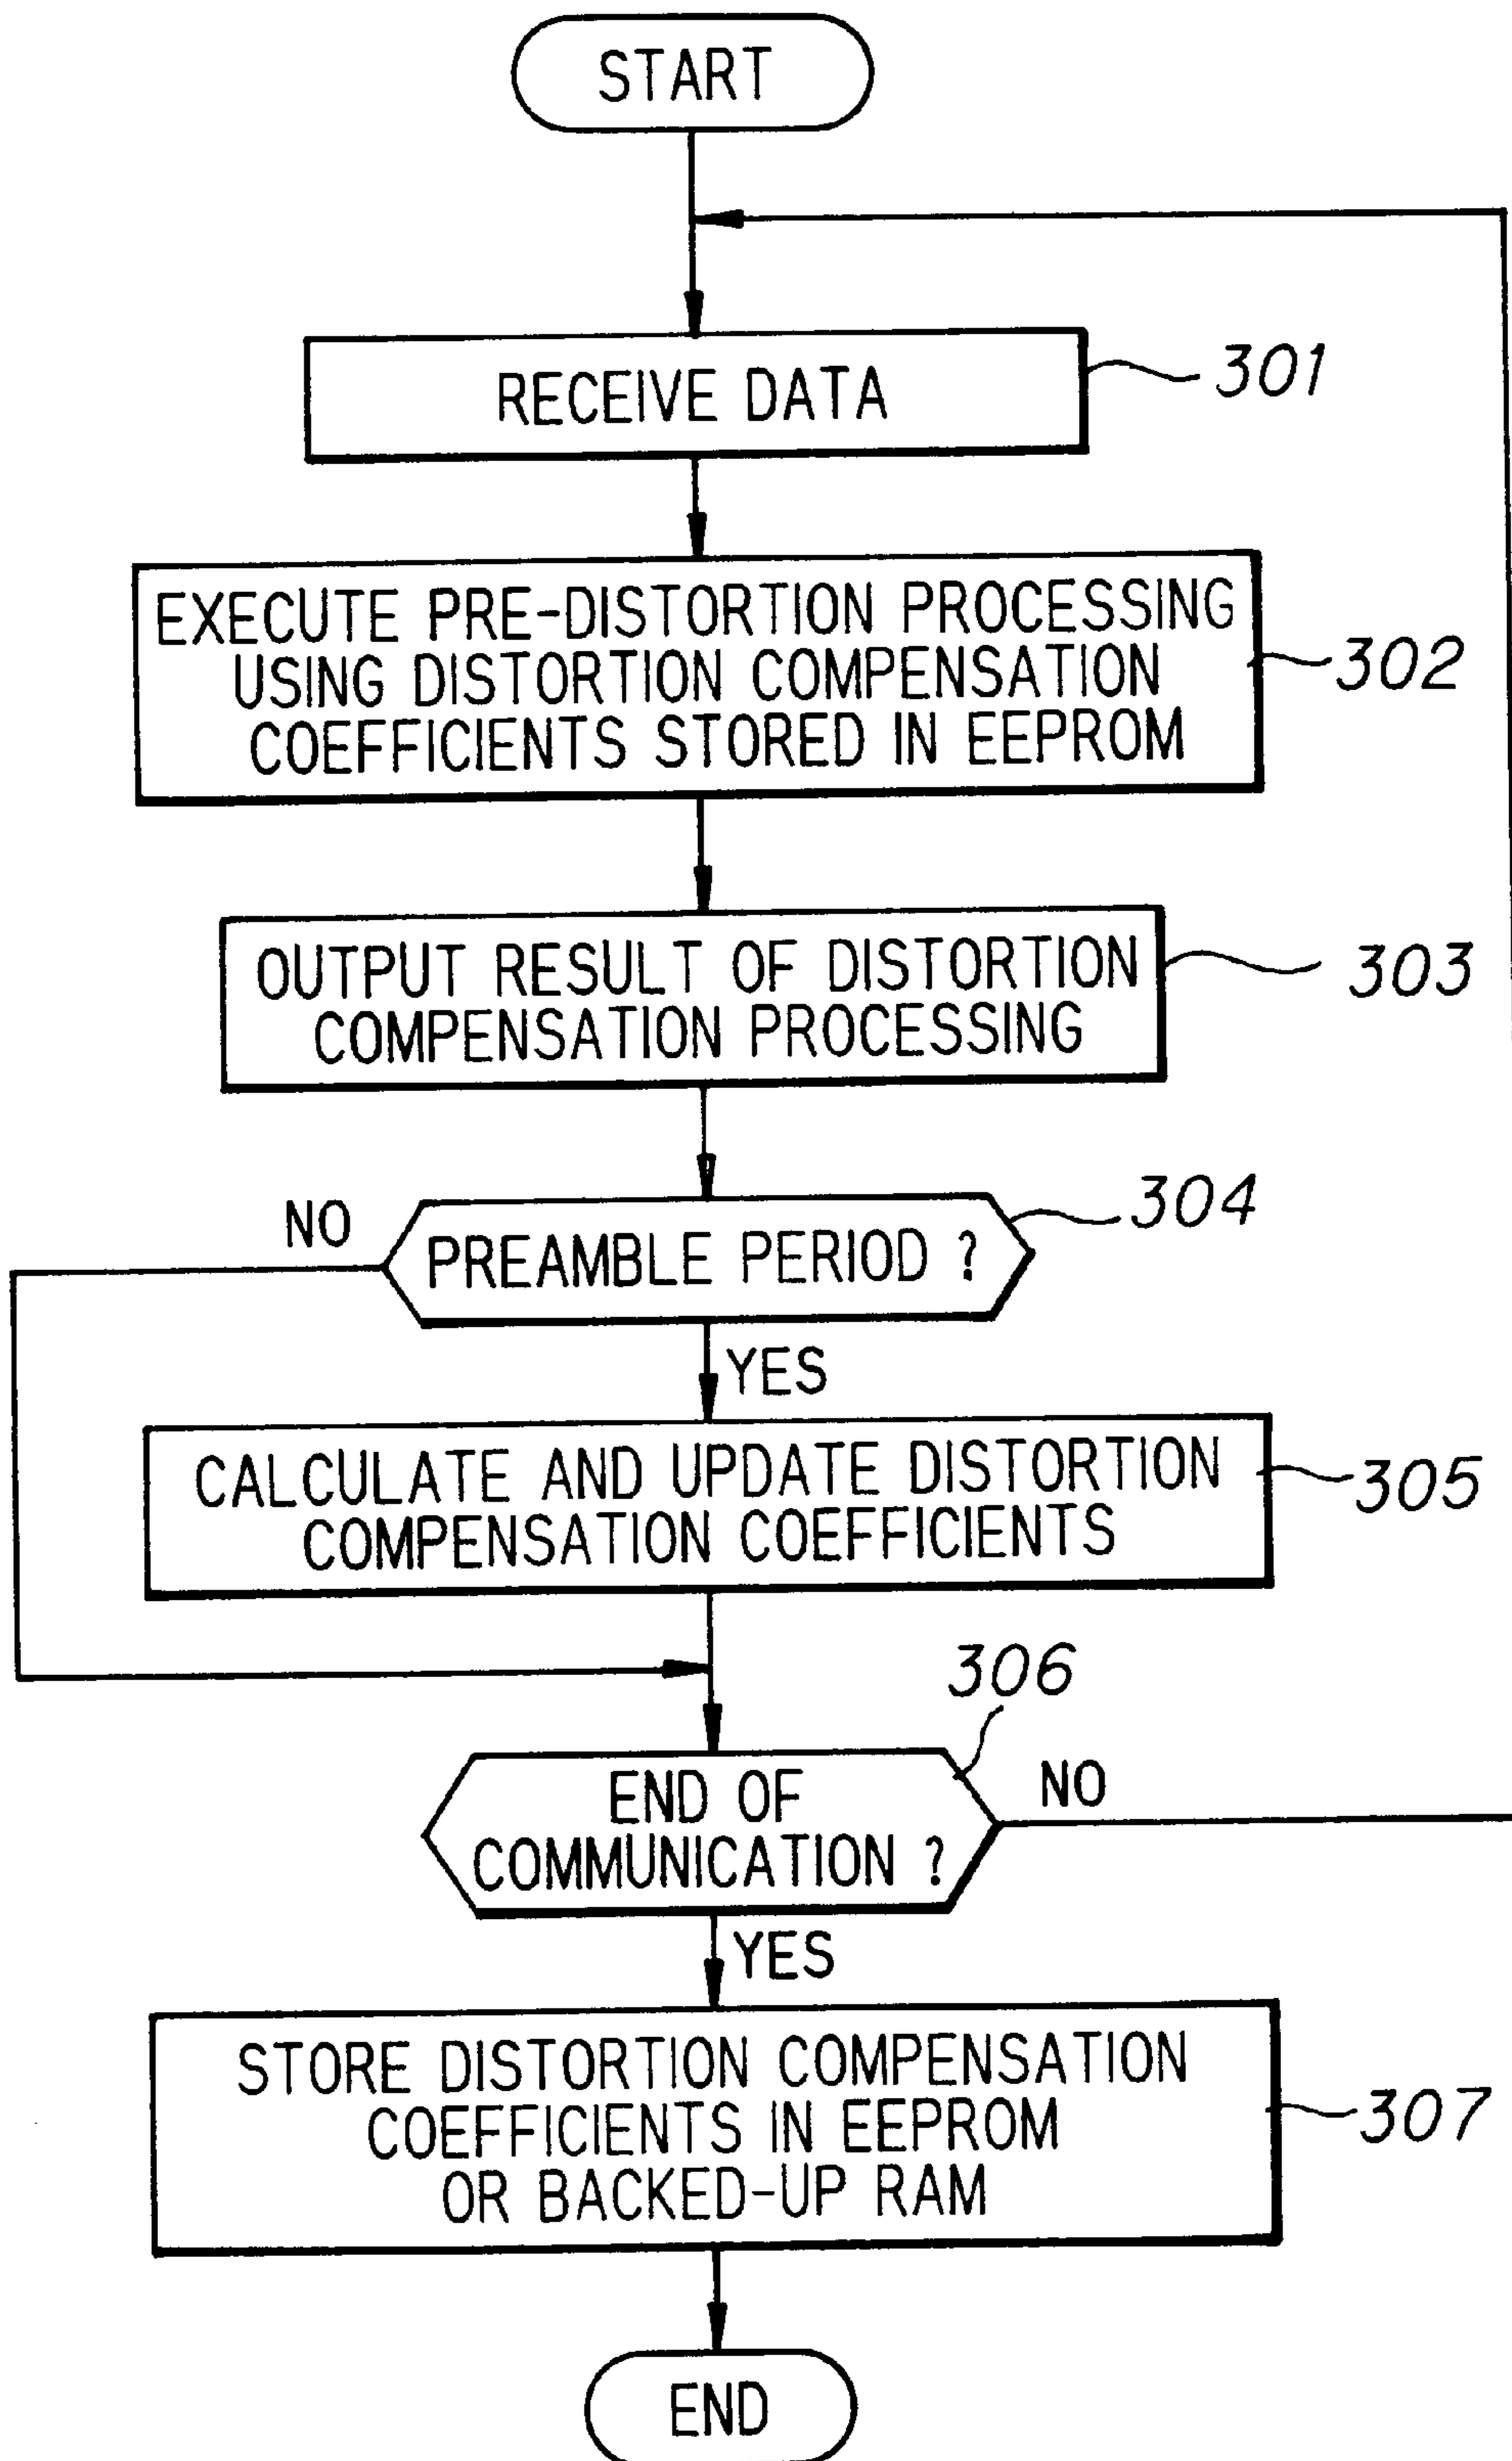 START
RECEIVE DATA
301
EXECUTE PRE-DISTORTION PROCESSING
USING DISTORTION COMPENSATION
COEFFICIENTS STORED IN EEPROM
302
OUTPUT RESULT OF DISTORTION
COMPENSATION PROCESSING
303
NO
PREAMBLE PERIOD ?
304
YES
CALCULATE AND UPDATE DISTORTION
COMPENSATION COEFFICIENTS
305
306
END OF
COMMUNICATION ?
NO
YES
STORE DISTORTION COMPENSATION
COEFFICIENTS IN EEPROM
OR BACKED-UP RAM
307
END